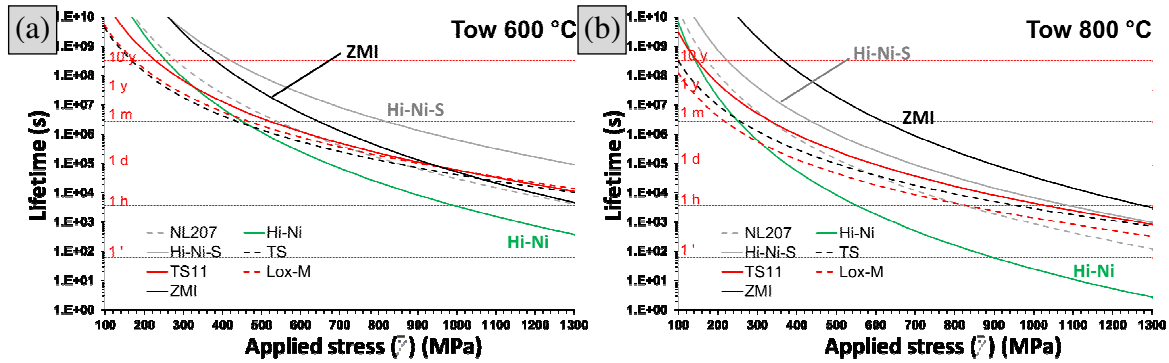 (a)
Tow 600 °C
Lifetime (s)
1.E+10
1.E+09
1.E+08
1.E+07
1.E+06
1.E+05
1.E+04
1.E+03
1.E+02
1.E+01
1.E+00
10 y
1 y
1 m
1 d
1 h
1'
ZMI
Hi-Ni-S
Hi-Ni
NL207
Hi-Ni
Hi-Ni-S
TS
TS11
Lox-M
ZMI
100 200 300 400 500 600 700 800 900 1000 1100 1200 1300
Applied stress () (MPa)
(b)
Tow 800 °C
Lifetime (s)
1.E+10
1.E+09
1.E+08
1.E+07
1.E+06
1.E+05
1.E+04
1.E+03
1.E+02
1.E+01
1.E+00
10 y
1 y
1 m
1 d
1 h
1'
Hi-Ni-S
ZMI
Hi-Ni
NL207
Hi-Ni
Hi-Ni-S
TS
TS11
Lox-M
ZMI
100 200 300 400 500 600 700 800 900 1000 1100 1200 1300
Applied stress () (MPa)